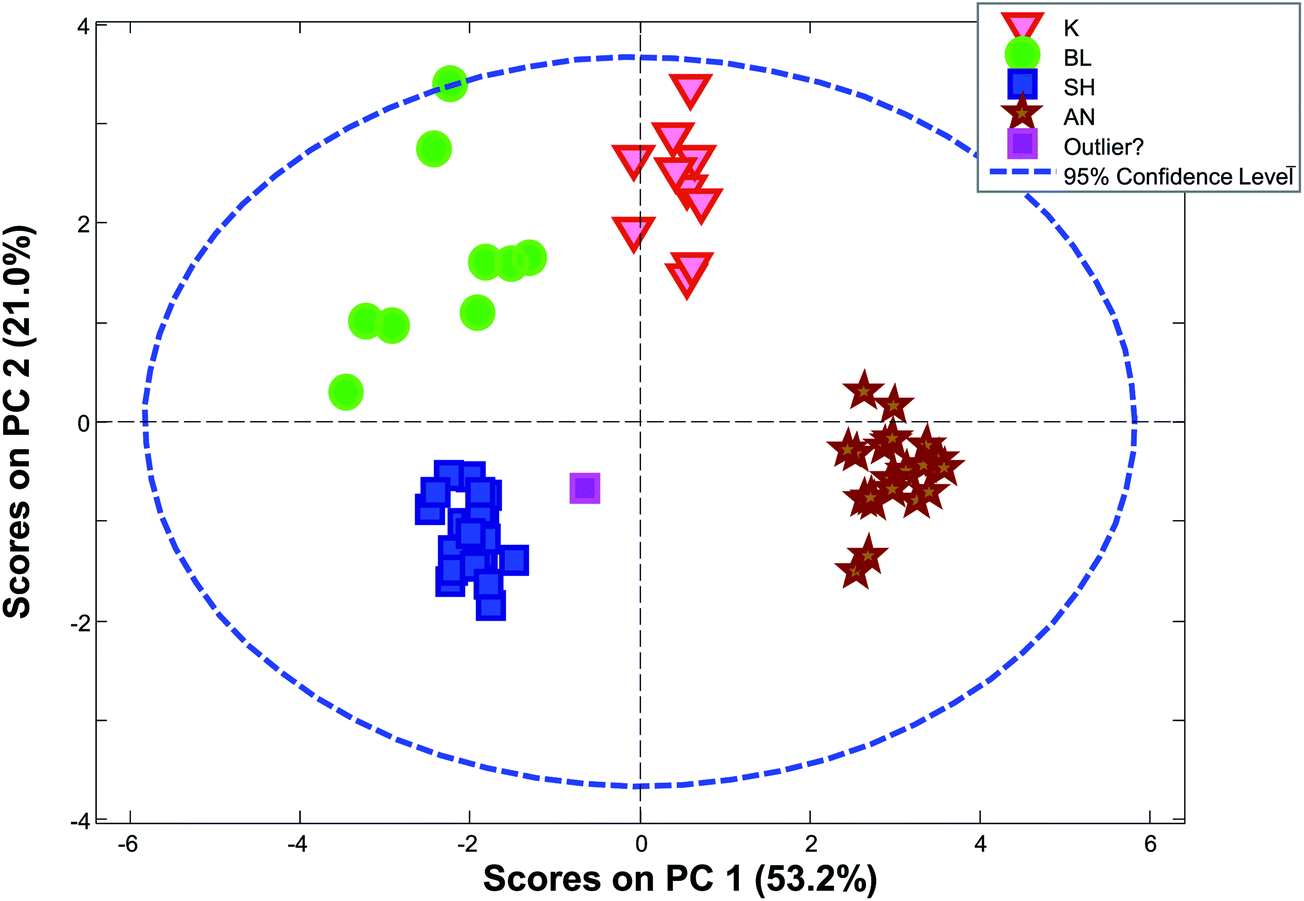 K
BL
SH
AN
Outlier?
95% Confidence Level
4
2
0
-2
-4
-6
-4
-2
0
2
4
6
Scores on PC 2 (21.0%)
Scores on PC 1 (53.2%)